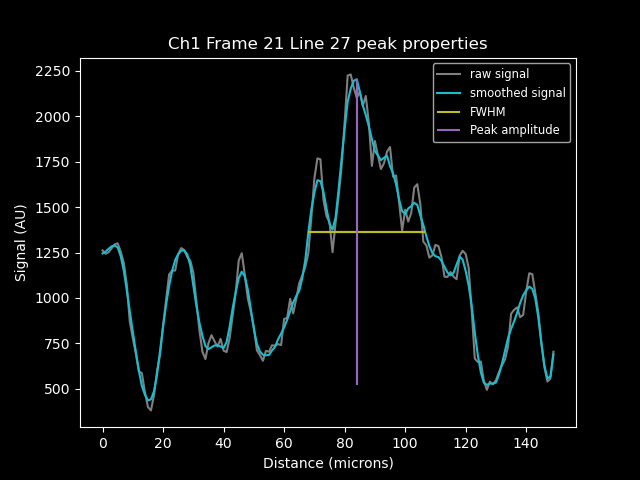 Ch1 Frame 21 Line 27 peak properties
raw signal
smoothed signal
FWHM
Peak amplitude
Signal (AU)
2250
2000
1750
1500
1250
1000
750
500
0 20 40 60 80 100 120 140
Distance (microns)